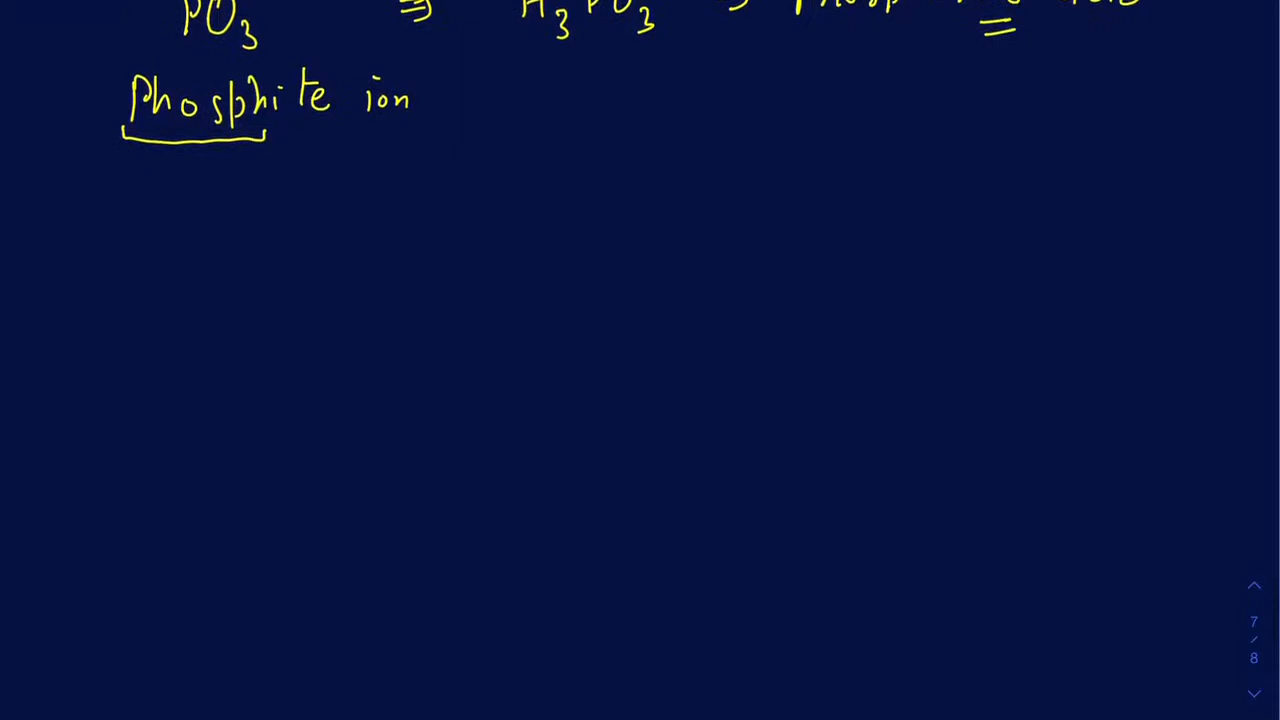 PO3 ⇒ H3PO3 ⇒
Phosphite ion
7
/
8